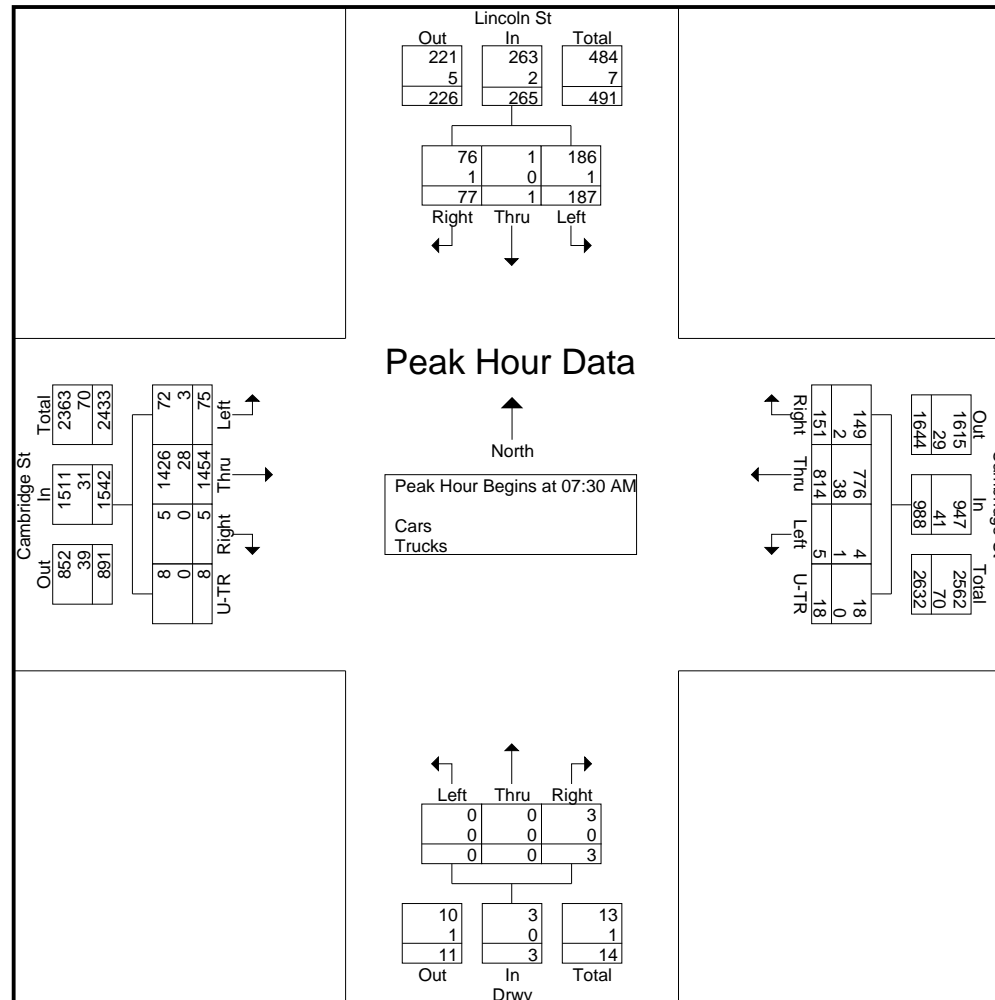 Lincoln St
Out In Total
221 263 484
5 2 7
226 265 491
76 1 186
1 0 1
77 1 187
Right Thru Left
Peak Hour Data
North
Peak Hour Begins at 07:30 AM
Cars
Trucks
Cambridge St
Total In Out
2363 1511 852
70 31 39
2433 1542 891
72 1426 5 8
3 28 0 0
75 1454 5 8
Left Thru Right U-TR
Right Thru Left U-TR
151 814 5 18
2 38 1 0
149 776 4 18
1644 988 2632
29 41 70
1615 947 2562
Out In Total
Cambridge St
Left Thru Right
0 0 3
0 0 0
0 0 3
10 3 13
1 0 1
11 3 14
Out In Total
Drwy